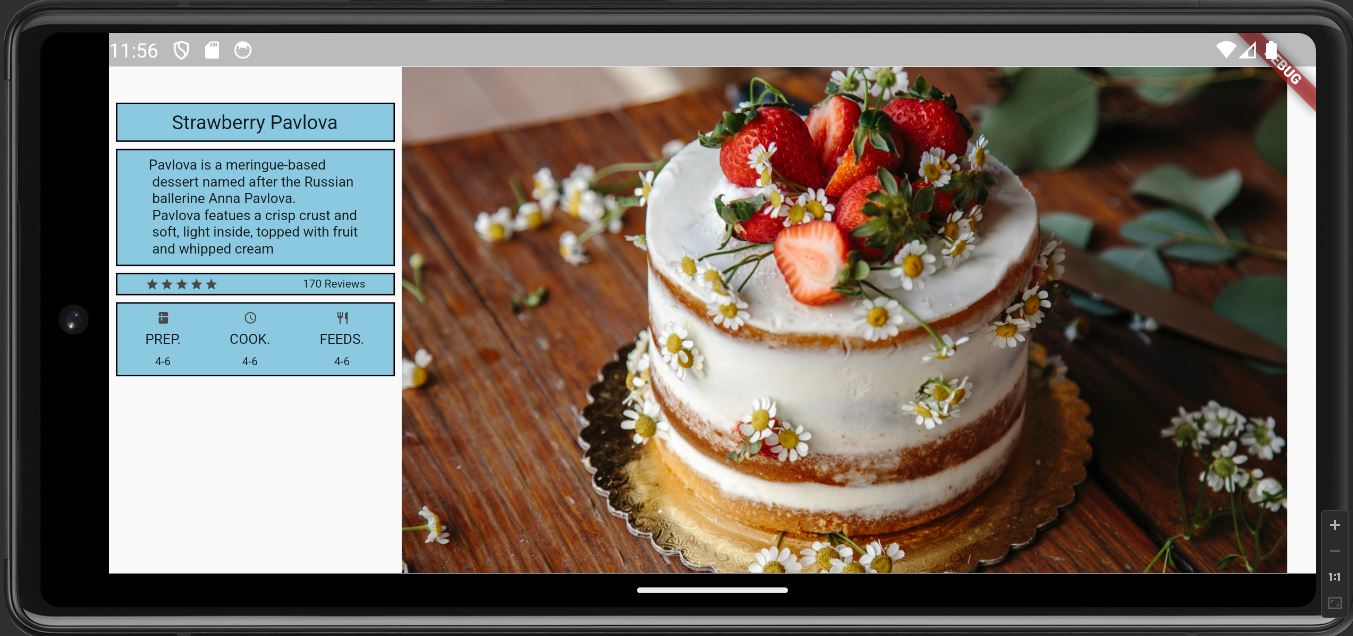 11:56
DEBUG
Strawberry Pavlova
Pavlova is a meringue-based
dessert named after the Russian
ballerine Anna Pavlova.
Pavlova featues a crisp crust and
soft, light inside, topped with fruit
and whipped cream
170 Reviews
PREP. COOK. FEEDS.
4-6 4-6 4-6
1:1